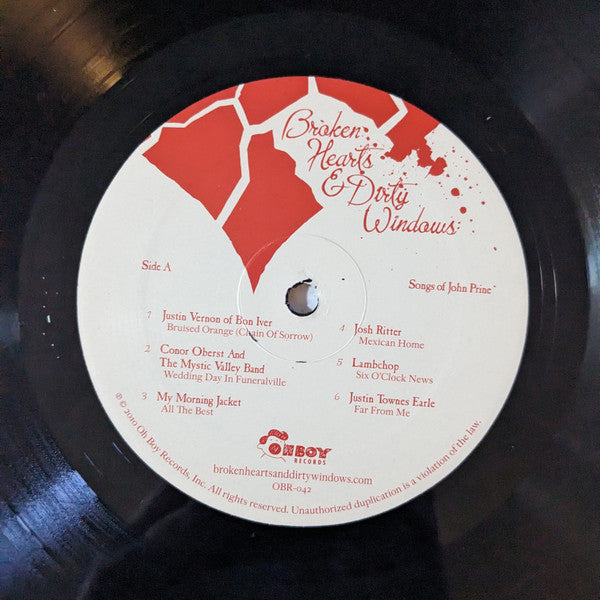 Broken
Hearts
& Dirty
Windows:
Side A
Songs of John Prine
1 Justin Vernon of Bon Iver
Bruised Orange (Chain Of Sorrow)
2 Conor Oberst And
The Mystic Valley Band
Wedding Day In Funeralville
3 My Morning Jacket
All The Best
4 Josh Ritter
Mexican Home
5 Lambchop
Six O'Clock News
6 Justin Townes Earle
Far From Me
OH BOY
RECORDS
brokenheartsanddirtywindows.com
OBR-042
℗ © 2010 Oh Boy Records, Inc. All rights reserved. Unauthorized duplication is a violation of the law.